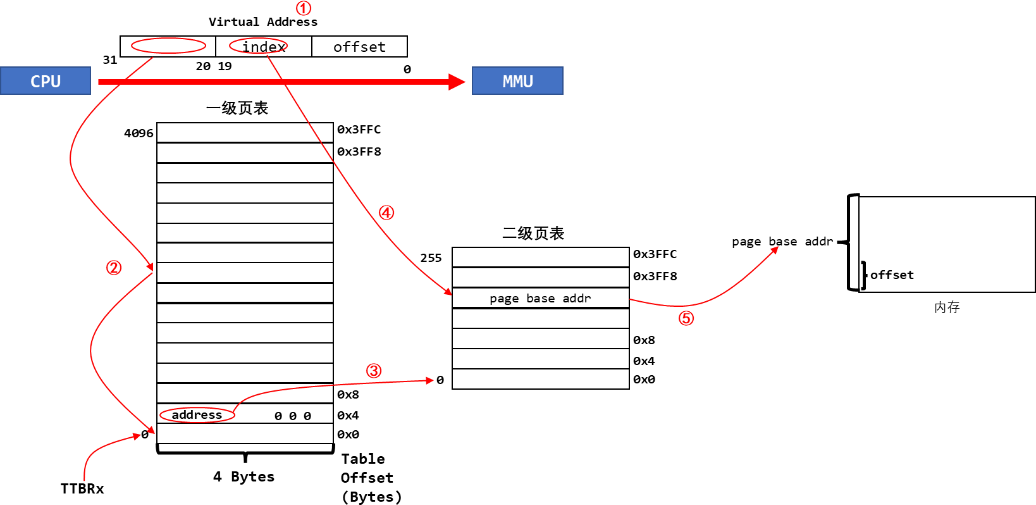 ①
Virtual Address
index
offset
31
20 19
0
CPU
MMU
一级页表
4096
0x3FFC
0x3FF8
④
②
二级页表
255
0x3FFC
0x3FF8
page base addr
page base addr
offset
内存
⑤
0x8
0x4
0
0x0
③
0x8
address
0 0 0
0x4
0
0x0
4 Bytes
Table
Offset
(Bytes)
TTBRx